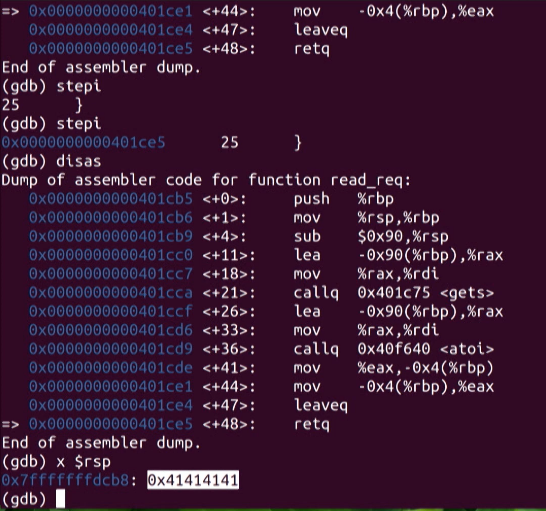 => 0x0000000000401ce1 <+44>: mov -0x4(%rbp),%eax
0x0000000000401ce4 <+47>: leaveq
0x0000000000401ce5 <+48>: retq
End of assembler dump.
(gdb) stepi
25 }
(gdb) stepi
0x0000000000401ce5 25 }
(gdb) disas
Dump of assembler code for function read_req:
0x0000000000401cb5 <+0>: push %rbp
0x0000000000401cb6 <+1>: mov %rsp,%rbp
0x0000000000401cb9 <+4>: sub $0x90,%rsp
0x0000000000401cc0 <+11>: lea -0x90(%rbp),%rax
0x0000000000401cc7 <+18>: mov %rax,%rdi
0x0000000000401cca <+21>: callq 0x401c75 <gets>
0x0000000000401ccf <+26>: lea -0x90(%rbp),%rax
0x0000000000401cd6 <+33>: mov %rax,%rdi
0x0000000000401cd9 <+36>: callq 0x40f640 <atoi>
0x0000000000401cde <+41>: mov %eax,-0x4(%rbp)
0x0000000000401ce1 <+44>: mov -0x4(%rbp),%eax
0x0000000000401ce4 <+47>: leaveq
=> 0x0000000000401ce5 <+48>: retq
End of assembler dump.
(gdb) x $rsp
0x7fffffffdcb8: 0x41414141
(gdb)